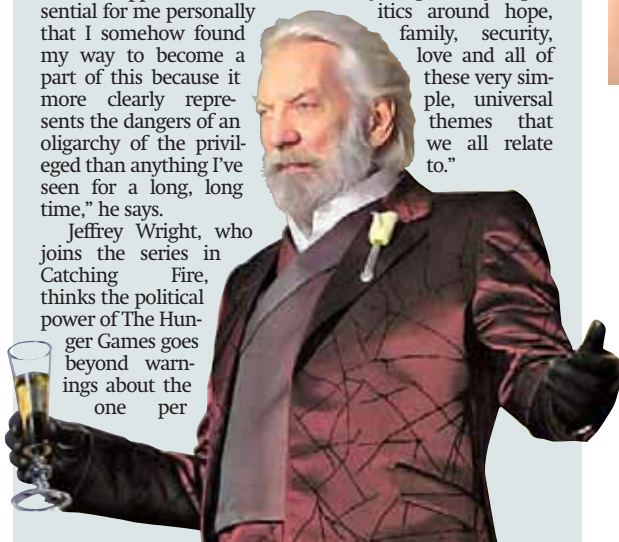 sential for me personally
that I somehow found
my way to become a
part of this because it
more clearly repre-
sents the dangers of an
oligarchy of the privil-
eged than anything I've
seen for a long, long
time," he says.
Jeffrey Wright, who
joins the series in
Catching Fire,
thinks the political
power of The Hun-
ger Games goes
beyond warn-
ings about the
one per
itics around hope,
family, security,
love and all of
these very sim-
ple, universal
themes that
we all relate
to."